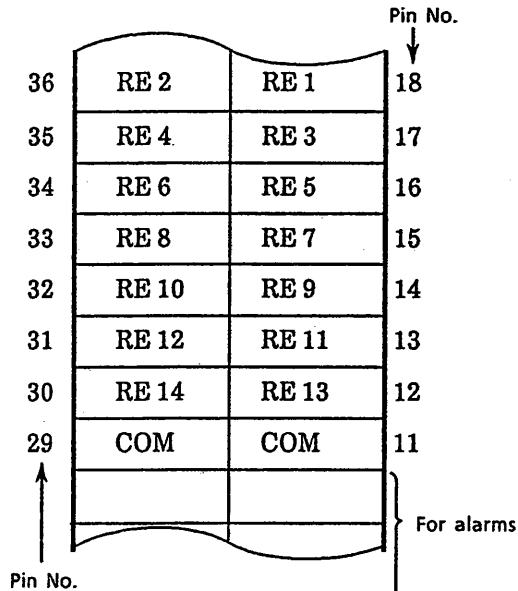 Pin No.
36 RE 2 RE 1 18
35 RE 4 RE 3 17
34 RE 6 RE 5 16
33 RE 8 RE 7 15
32 RE 10 RE 9 14
31 RE 12 RE 11 13
30 RE 14 RE 13 12
29 COM COM 11
For alarms
Pin No.